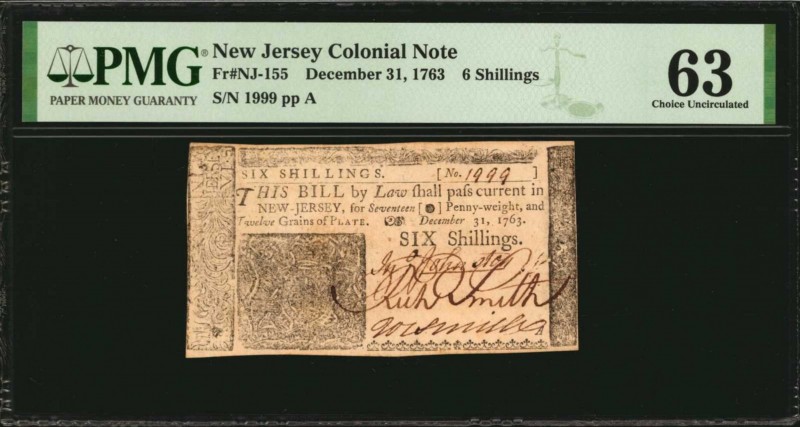 PMG®
PAPER MONEY GUARANTY
New Jersey Colonial Note
Fr#NJ-155 December 31, 1763 6 Shillings
S/N 1999 pp A
63
Choice Uncirculated
SIX SHILLINGS. [No. 1999 ]
THIS BILL by Law ſhall paſs current in
NEW-JERSEY, for Seventeen [ ] Penny-weight, and
Twelve Grains of PLATE. December 31, 1763.
SIX Shillings.
Johnston
Rich Smith